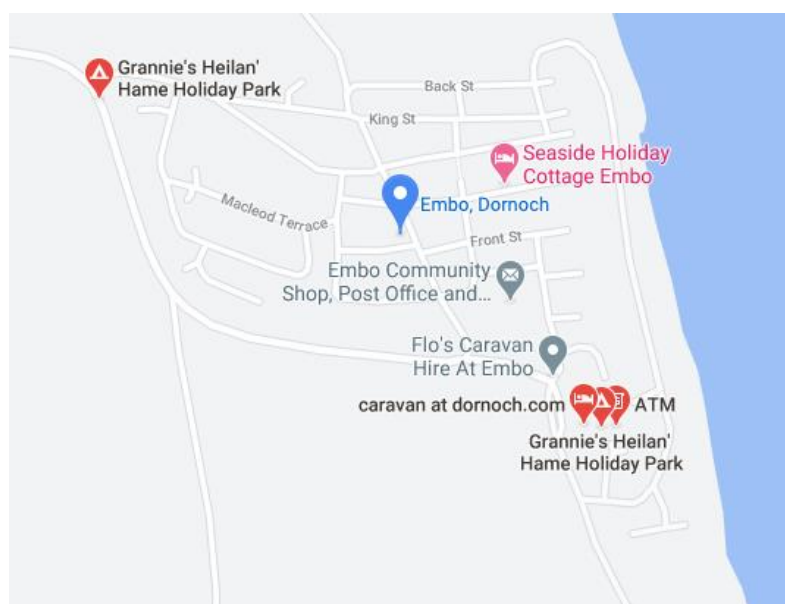 Grannie's Heilan'
Hame Holiday Park
Back St
King St
Seaside Holiday
Cottage Embo
Macleod Terrace
Embo, Dornoch
Front St
Embo Community
Shop, Post Office and...
Flo's Caravan
Hire At Embo
caravan at dornoch.com
ATM
Grannie's Heilan'
Hame Holiday Park